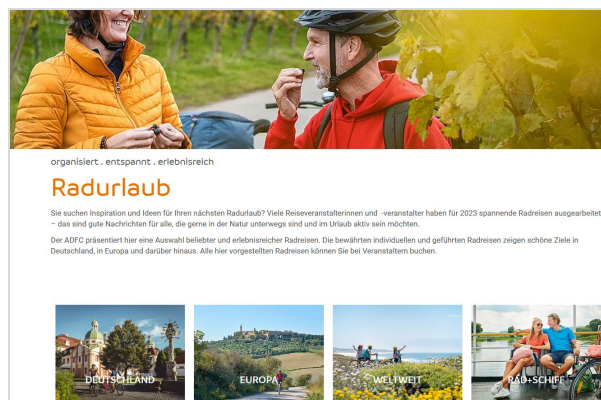 organisiert . entspannt . erlebnisreich
Radurlaub
Sie suchen Inspiration und Ideen für Ihren nächsten Radurlaub? Viele Reiseveranstalterinnen und -veranstalter haben für 2023 spannende Radreisen ausgearbeitet
– das sind gute Nachrichten für alle, die gerne in der Natur unterwegs sind und im Urlaub aktiv sein möchten.
Der ADFC präsentiert hier eine Auswahl beliebter und erlebnisreicher Radreisen. Die bewährten individuellen und geführten Radreisen zeigen schöne Ziele in
Deutschland, in Europa und darüber hinaus. Alle hier vorgestellten Radreisen können Sie bei Veranstaltern buchen.
DEUTSCHLAND EUROPA WELTWEIT RAD+SCHIFF